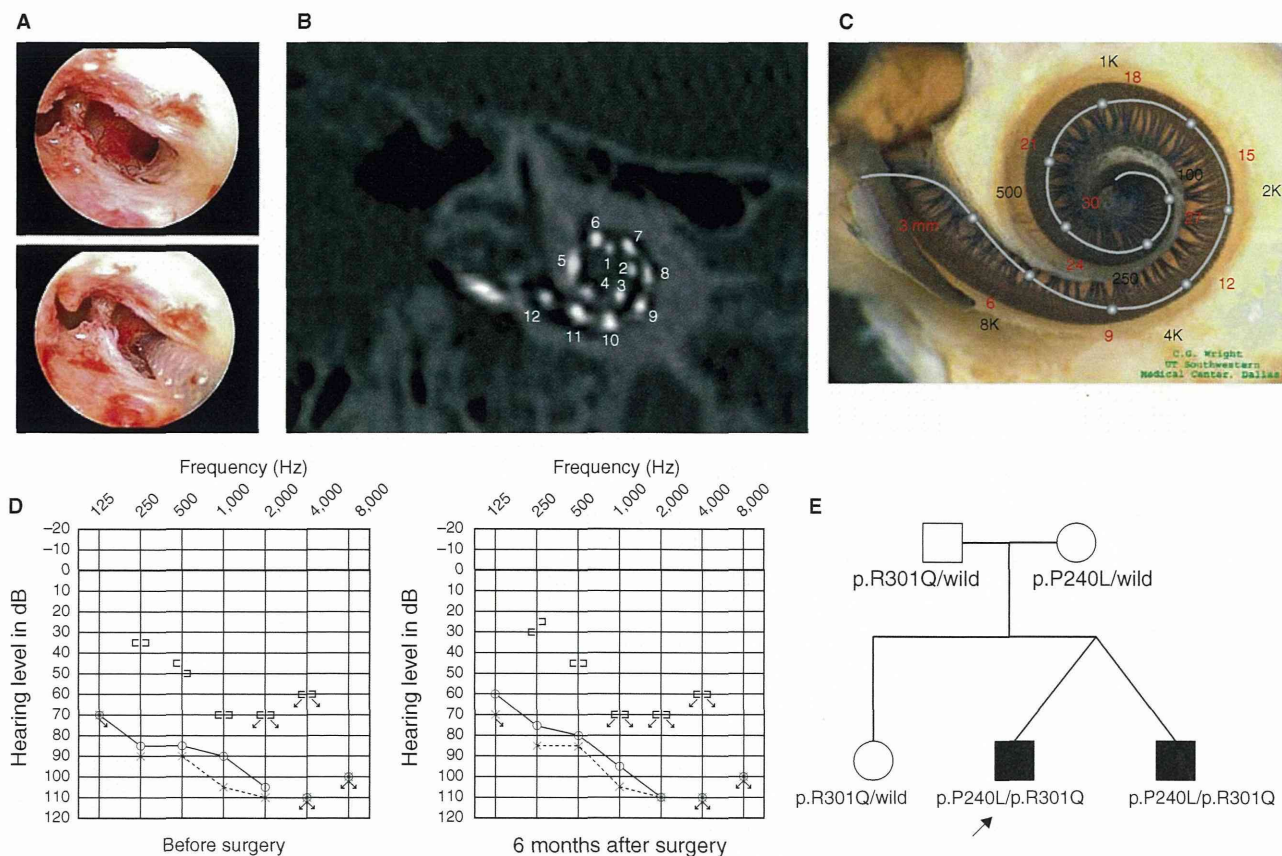 A
B
6
7
1
5
2
8
4
3
12
9
11
10
C
1K
18
21
15
100
2K
500
30
27
3 mm
24
250
12
6
8K
4K
9
C.G. Wright
UT Southwestern
Medical Center, Dallas
D
Frequency (Hz)
125 250 500 1,000 2,000 4,000 8,000
Hearing level in dB
-20
-10
0
10
20
30
40
50
60
70
80
90
100
110
120
Before surgery
Frequency (Hz)
125 250 500 1,000 2,000 4,000 8,000
Hearing level in dB
-20
-10
0
10
20
30
40
50
60
70
80
90
100
110
120
6 months after surgery
E
p.R301Q/wild p.P240L/wild
p.R301Q/wild p.P240L/p.R301Q p.P240L/p.R301Q